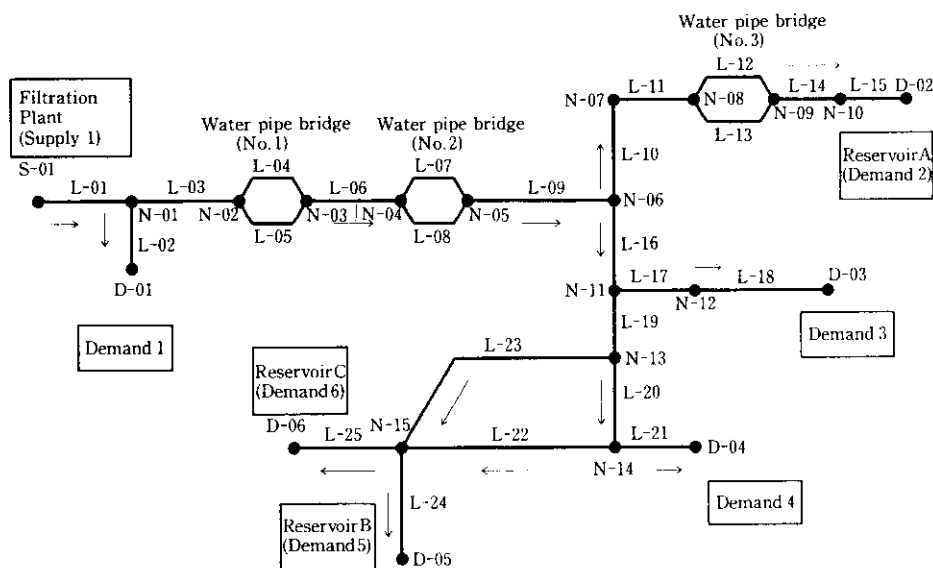 Water pipe bridge
(No.3)
L-12
L-11
L-14
L-15
D-02
N-07
N-08
N-09
N-10
L-13
Filtration
Plant
(Supply 1)
S-01
Water pipe bridge
(No.1)
Water pipe bridge
(No.2)
L-04
L-07
L-10
Reservoir A
(Demand 2)
L-01
L-03
L-06
L-09
N-01
N-02
N-03
N-04
N-05
N-06
L-02
L-05
L-08
L-16
D-01
L-17
L-18
D-03
N-11
N-12
Demand 1
L-19
Demand 3
L-23
N-13
Reservoir C
(Demand 6)
L-20
D-06
N-15
L-25
L-22
L-21
D-04
N-14
L-24
Demand 4
Reservoir B
(Demand 5)
D-05